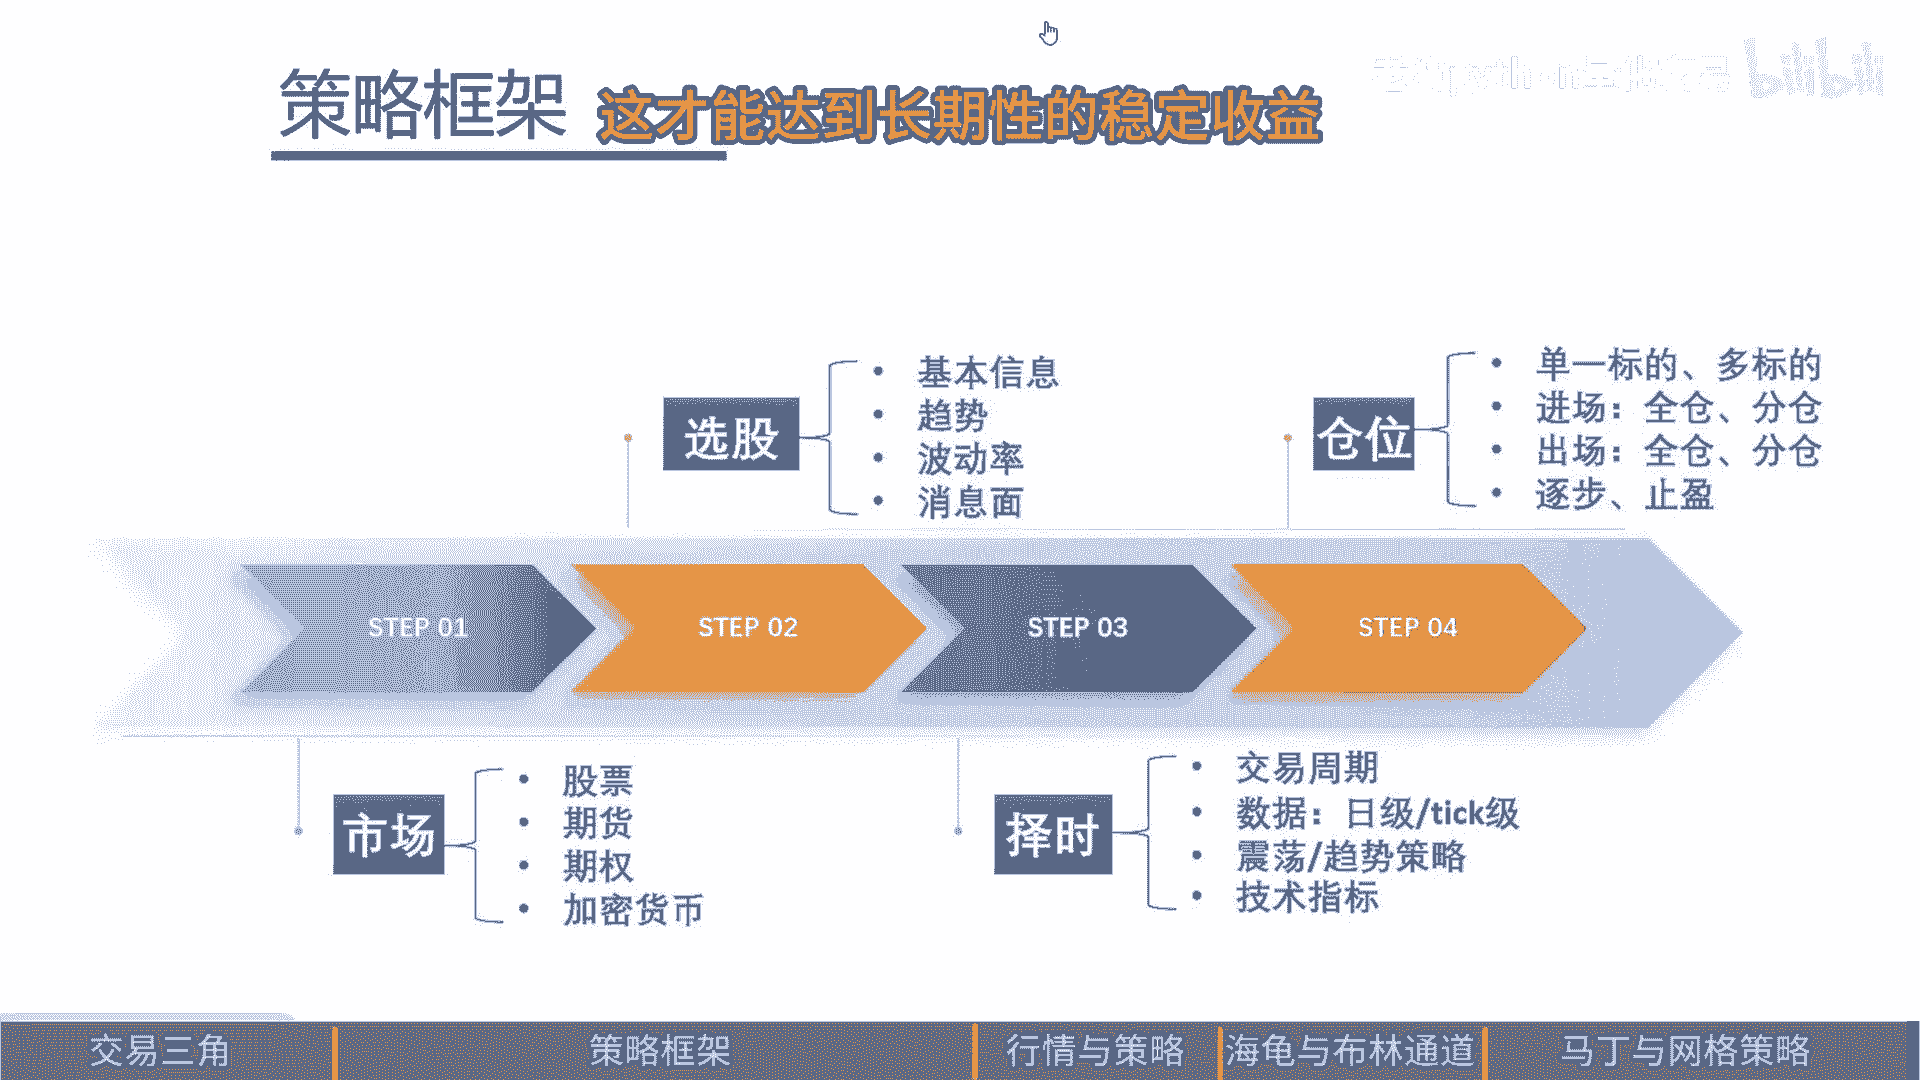 策略框架
这才能达到长期性的稳定收益
bilibili
选股
基本信息
趋势
波动率
消息面
仓位
单一标的、多标的
进场：全仓、分仓
出场：全仓、分仓
逐步、止盈
STEP 01
STEP 02
STEP 03
STEP 04
市场
股票
期货
期权
加密货币
择时
交易周期
数据：日级/tick级
震荡/趋势策略
技术指标
交易三角
策略框架
行情与策略
海龟与布林通道
马丁与网格策略